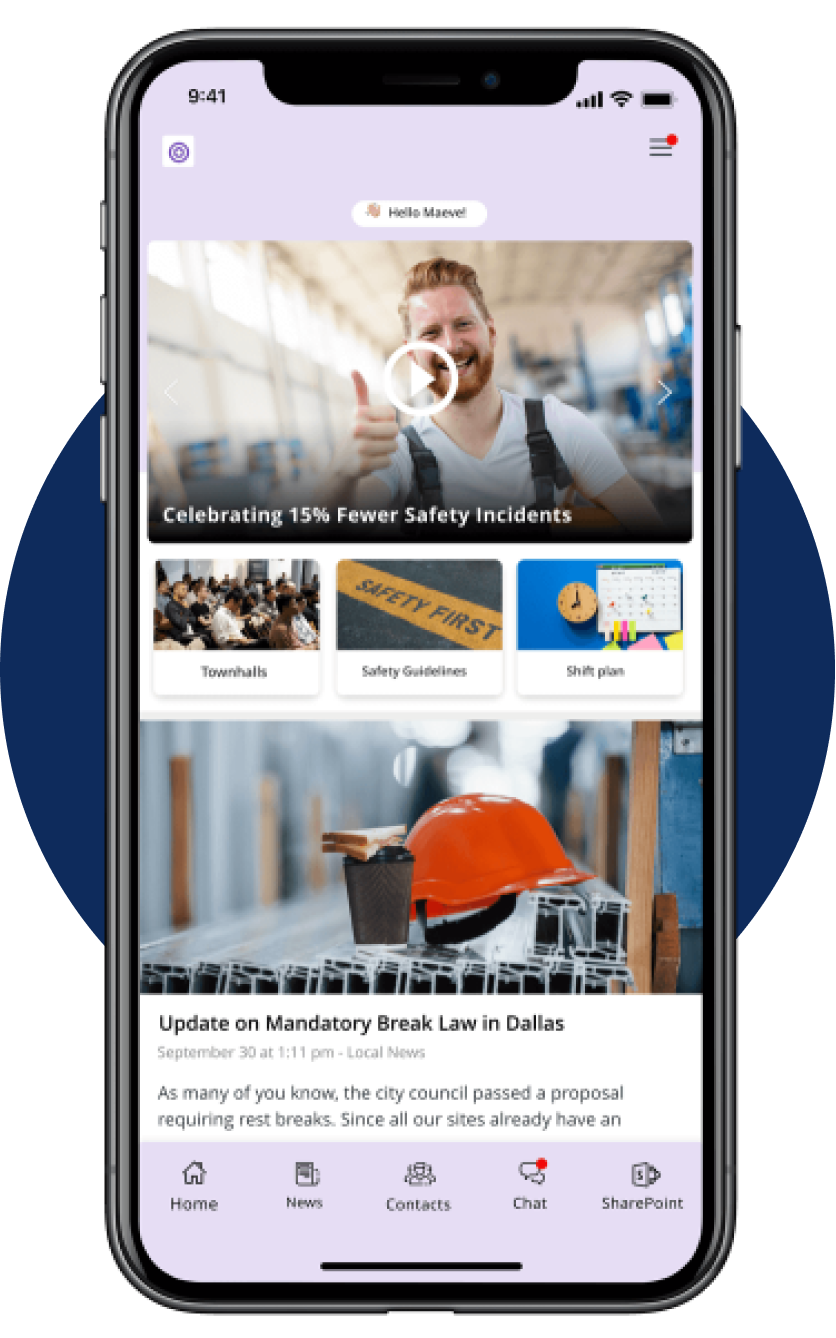 9:41
Hello Maeve!
Celebrating 15% Fewer Safety Incidents
SAFETY FIRST
Townhalls
Safety Guidelines
Shift plan
Update on Mandatory Break Law in Dallas
September 30 at 1:11 pm - Local News
As many of you know, the city council passed a proposal
requiring rest breaks. Since all our sites already have an
Home
News
Contacts
Chat
SharePoint